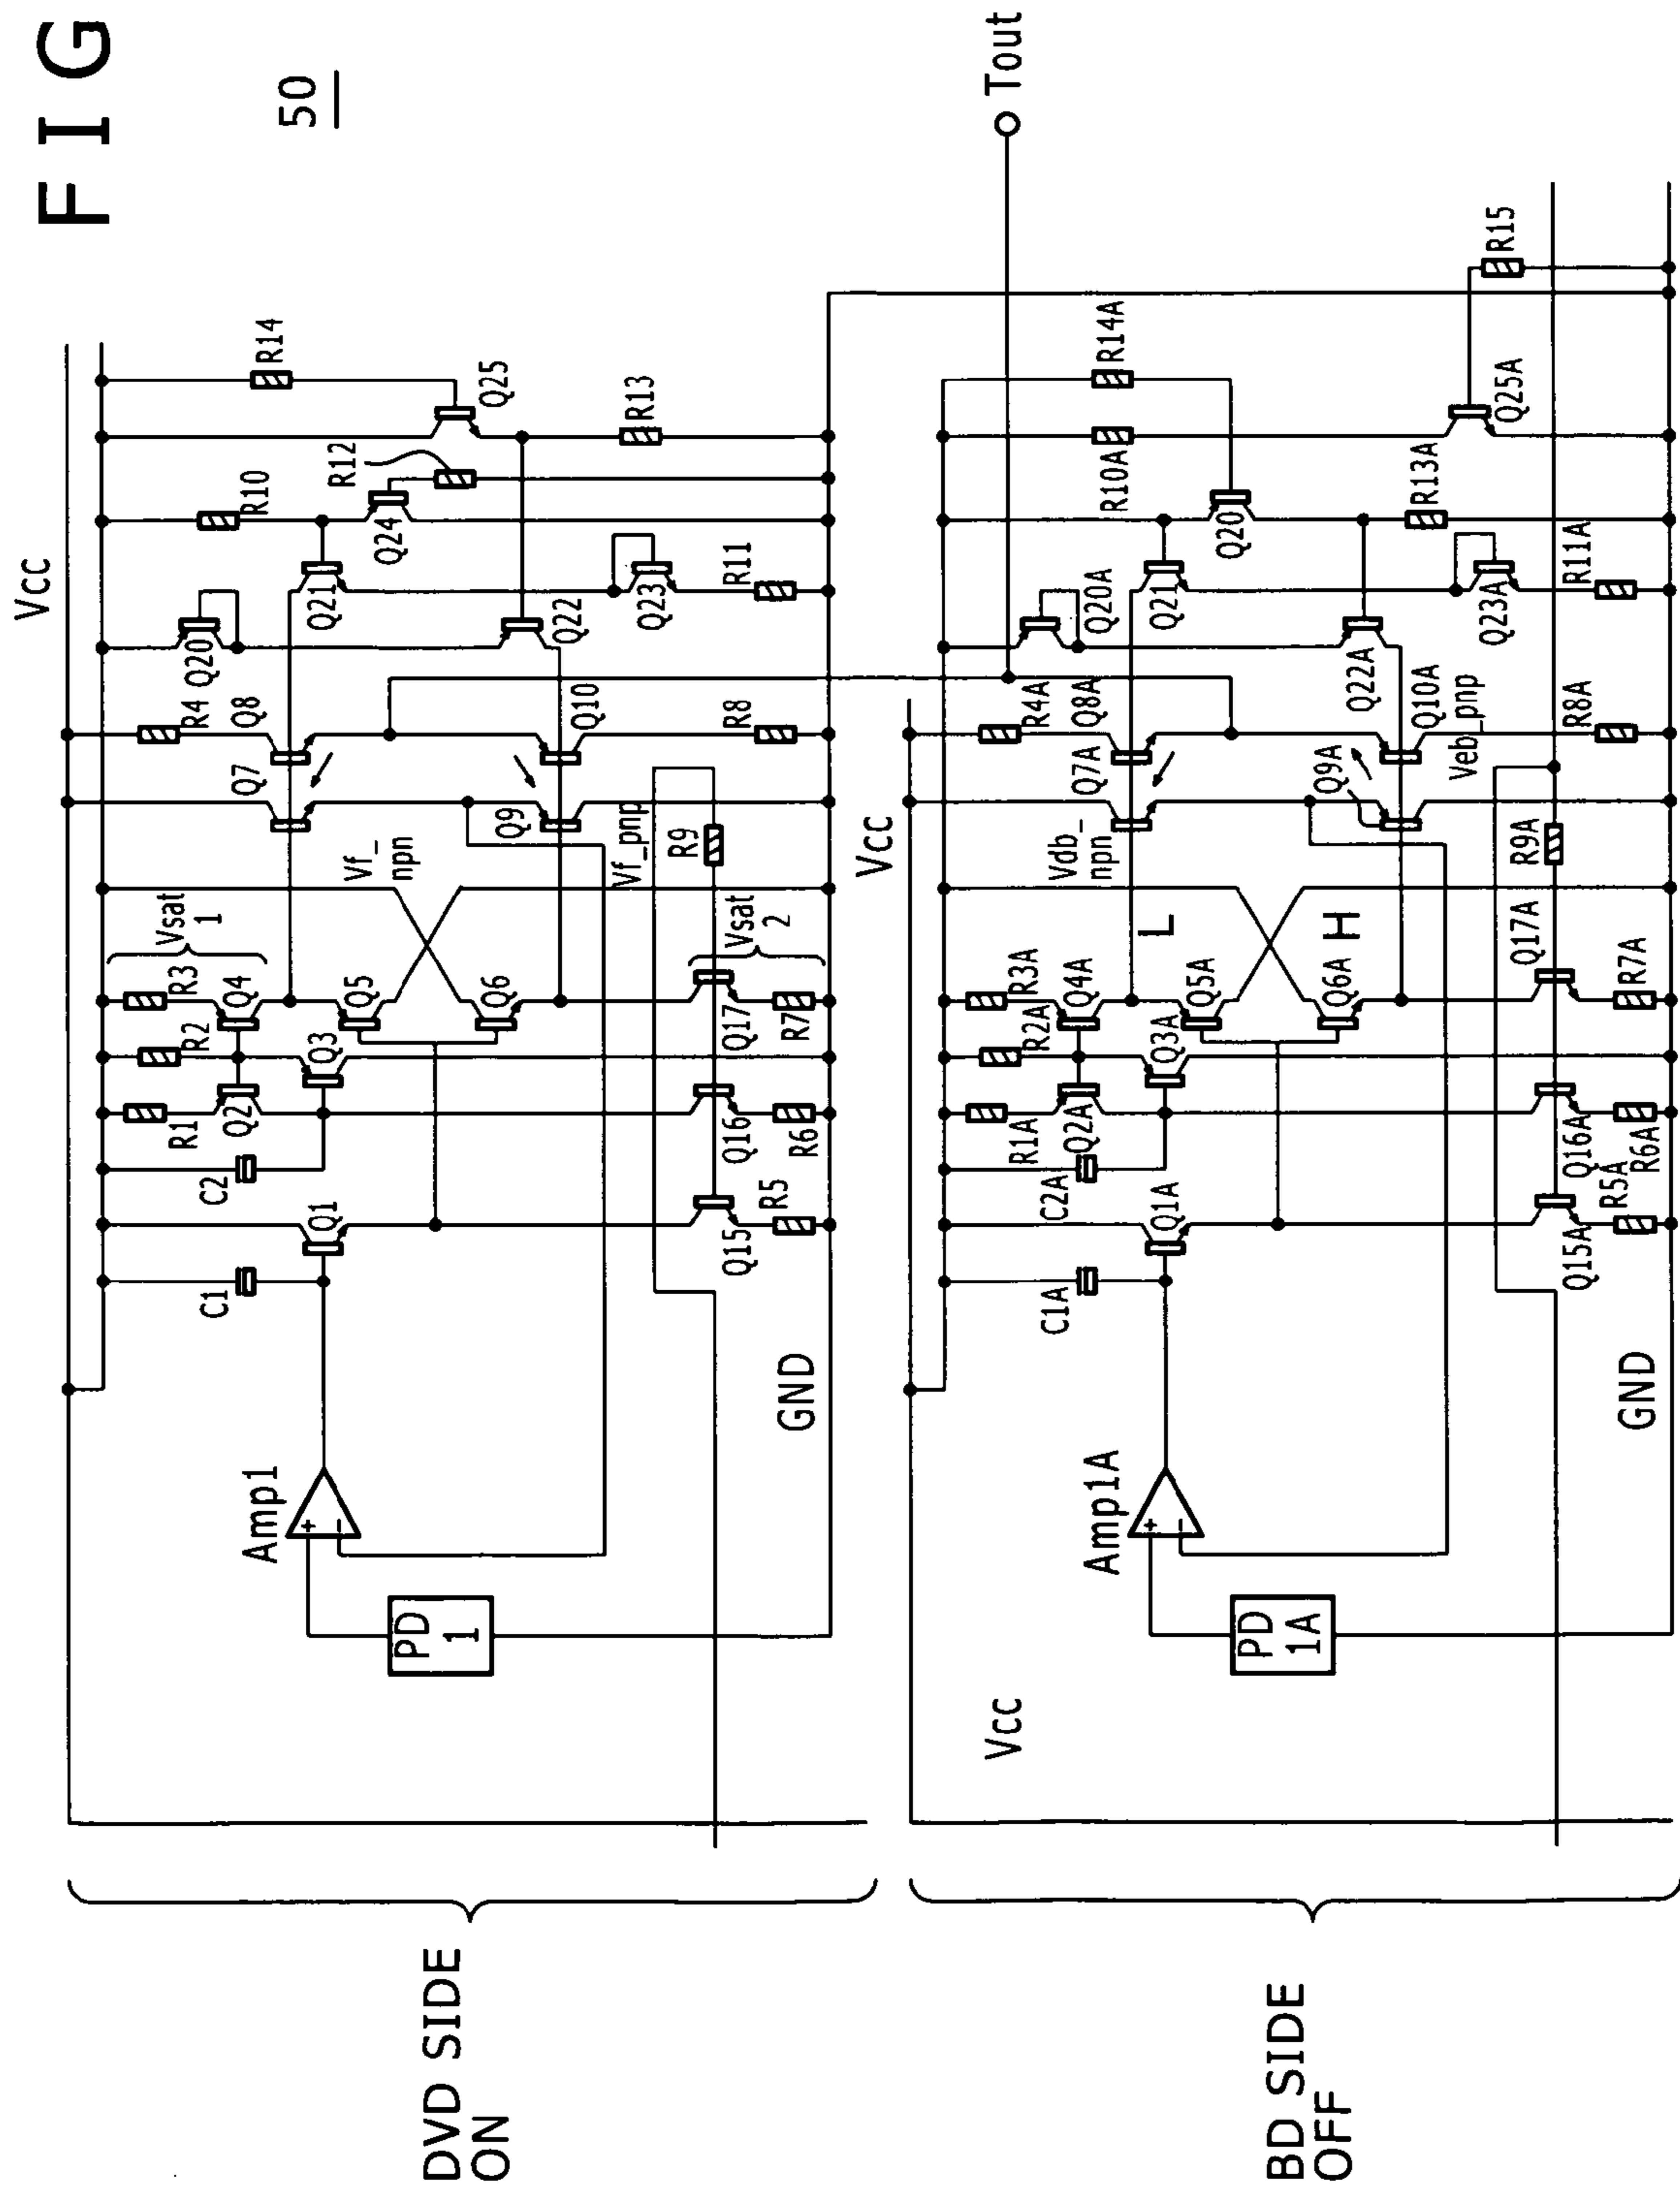 FIG
50
DVD SIDE
ON
Vcc
PD
1
Amp1
C1
C2
Q1
R1
Q2
R2
Q3
R3
Q4
Vsat
1
Q5
Q6
Vf_
npn
Vf_pnp
Q7
Q8
R4
Q9
Q10
R8
Q20
Q21
Q22
Q23
R11
R10
Q24
R12
Q25
R13
R14
Q15
R5
Q16
R6
Q17
R7
Vsat
2
R9
GND
Tout
BD SIDE
OFF
Vcc
Vcc
PD
1A
Amp1A
C1A
C2A
Q1A
R1A
Q2A
R2A
Q3A
R3A
Q4A
Q5A
Q6A
L
H
Vdb_
npn
Q7A
Q8A
R4A
Q9A
Q10A
Veb_pnp
R8A
Q20A
Q21
Q22A
Q23A
R11A
R10A
Q20
R13A
R14A
Q25A
R15
Q15A
R5A
Q16A
R6A
Q17A
R7A
R9A
GND